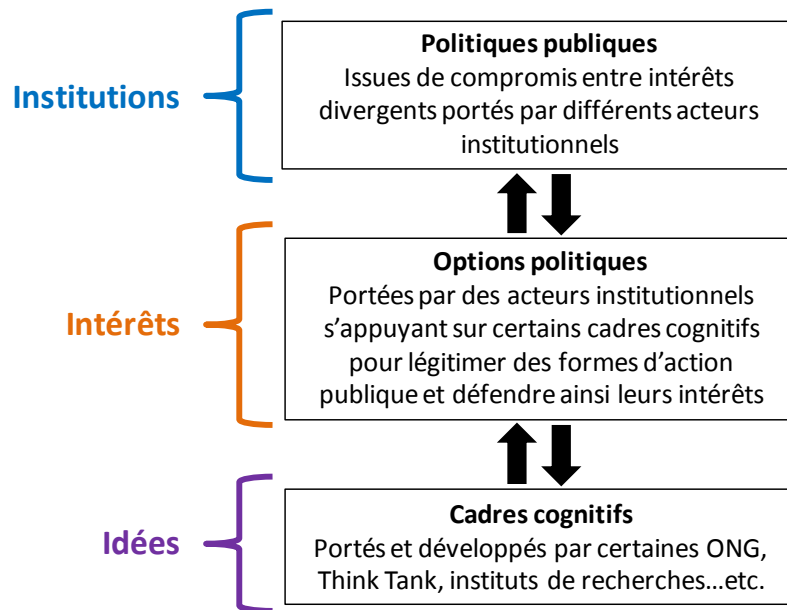 Institutions
Politiques publiques
Issues de compromis entre intérêts
divergents portés par différents acteurs
institutionnels
Intérêts
Options politiques
Portées par des acteurs institutionnels
s'appuyant sur certains cadres cognitifs
pour légitimer des formes d'action
publique et défendre ainsi leurs intérêts
Idées
Cadres cognitifs
Portés et développés par certaines ONG,
Think Tank, instituts de recherches...etc.